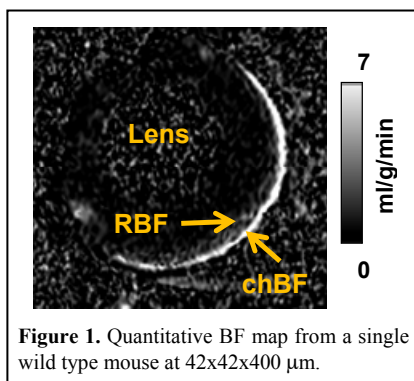 7
Lens
ml/g/min
RBF
chBF
0
Figure 1. Quantitative BF map from a single
wild type mouse at 42x42x400 μm.